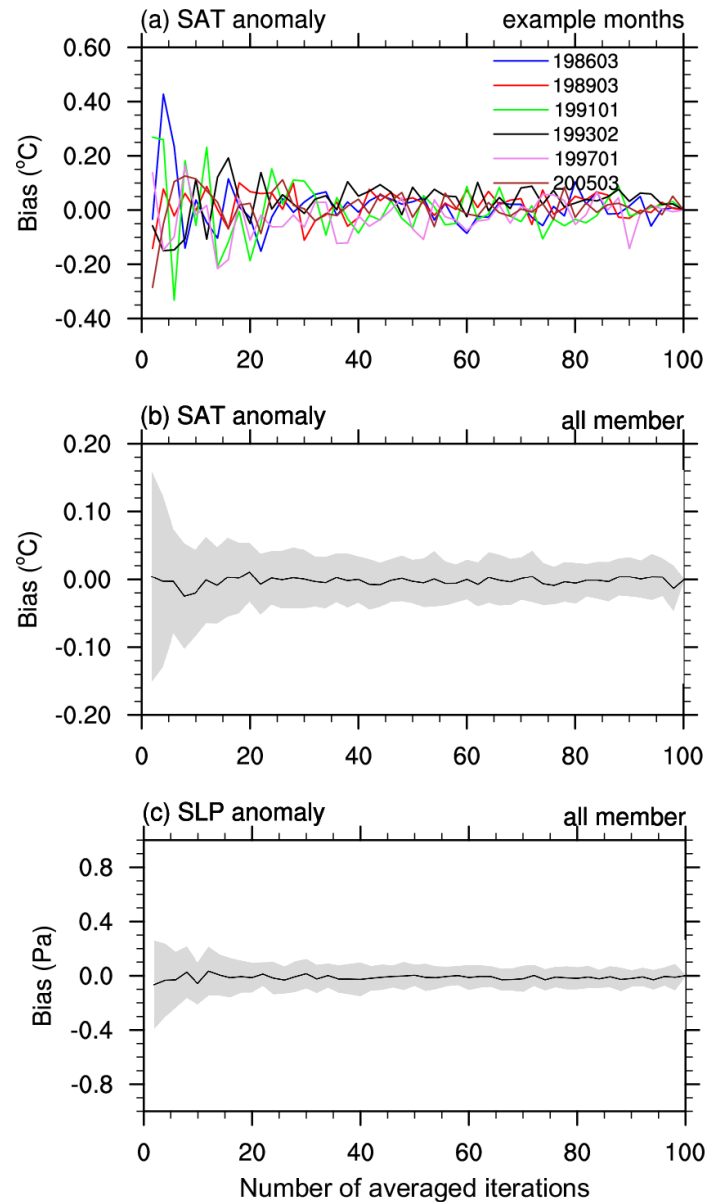 (a) SAT anomaly example months
0.60
0.40
0.20
0.00
-0.20
-0.40
Bias (°C)
198603
198903
199101
199302
199701
200503
0 20 40 60 80 100
(b) SAT anomaly all member
0.20
0.10
0.00
-0.10
-0.20
Bias (°C)
0 20 40 60 80 100
(c) SLP anomaly all member
0.8
0.4
0.0
-0.4
-0.8
Bias (Pa)
0 20 40 60 80 100
Number of averaged iterations